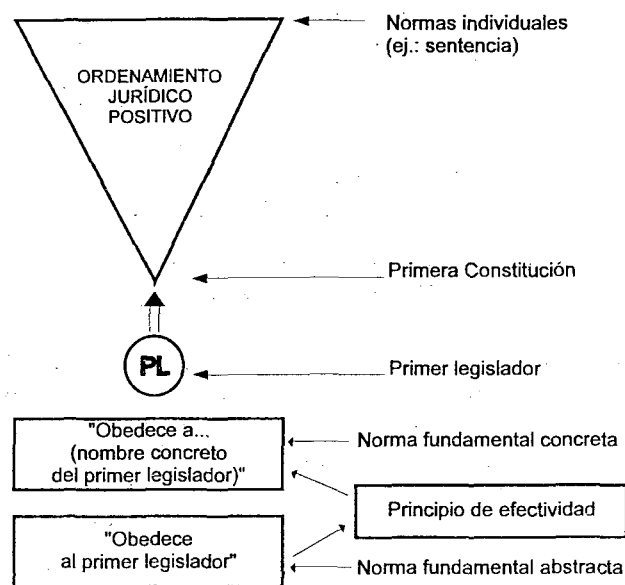 Normas individuales
(ej.: sentencia)
ORDENAMIENTO
JURÍDICO
POSITIVO
Primera Constitución
PL
Primer legislador
"Obedece a...
(nombre concreto
del primer legislador)"
Norma fundamental concreta
Principio de efectividad
"Obedece
al primer legislador"
Norma fundamental abstracta